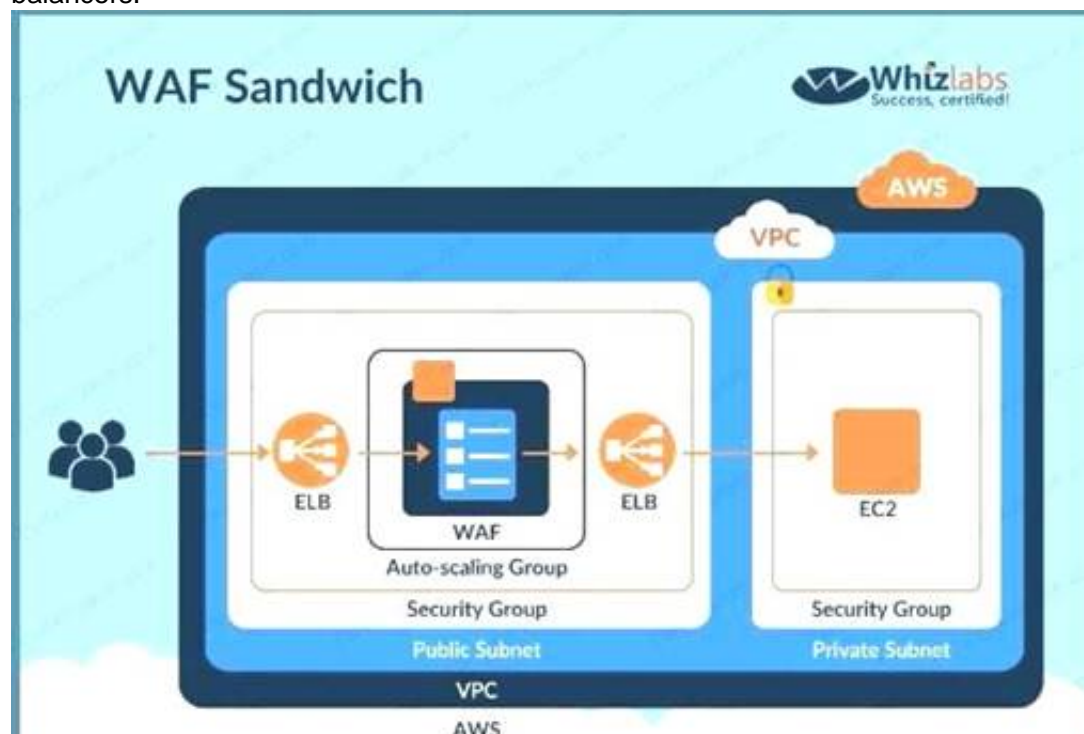 balancers.
WAF Sandwich
Whizlabs
Success, certified!
AWS
VPC
ELB
WAF
ELB
EC2
Auto-scaling Group
Security Group
Security Group
Public Subnet
Private Subnet
VPC
AWS